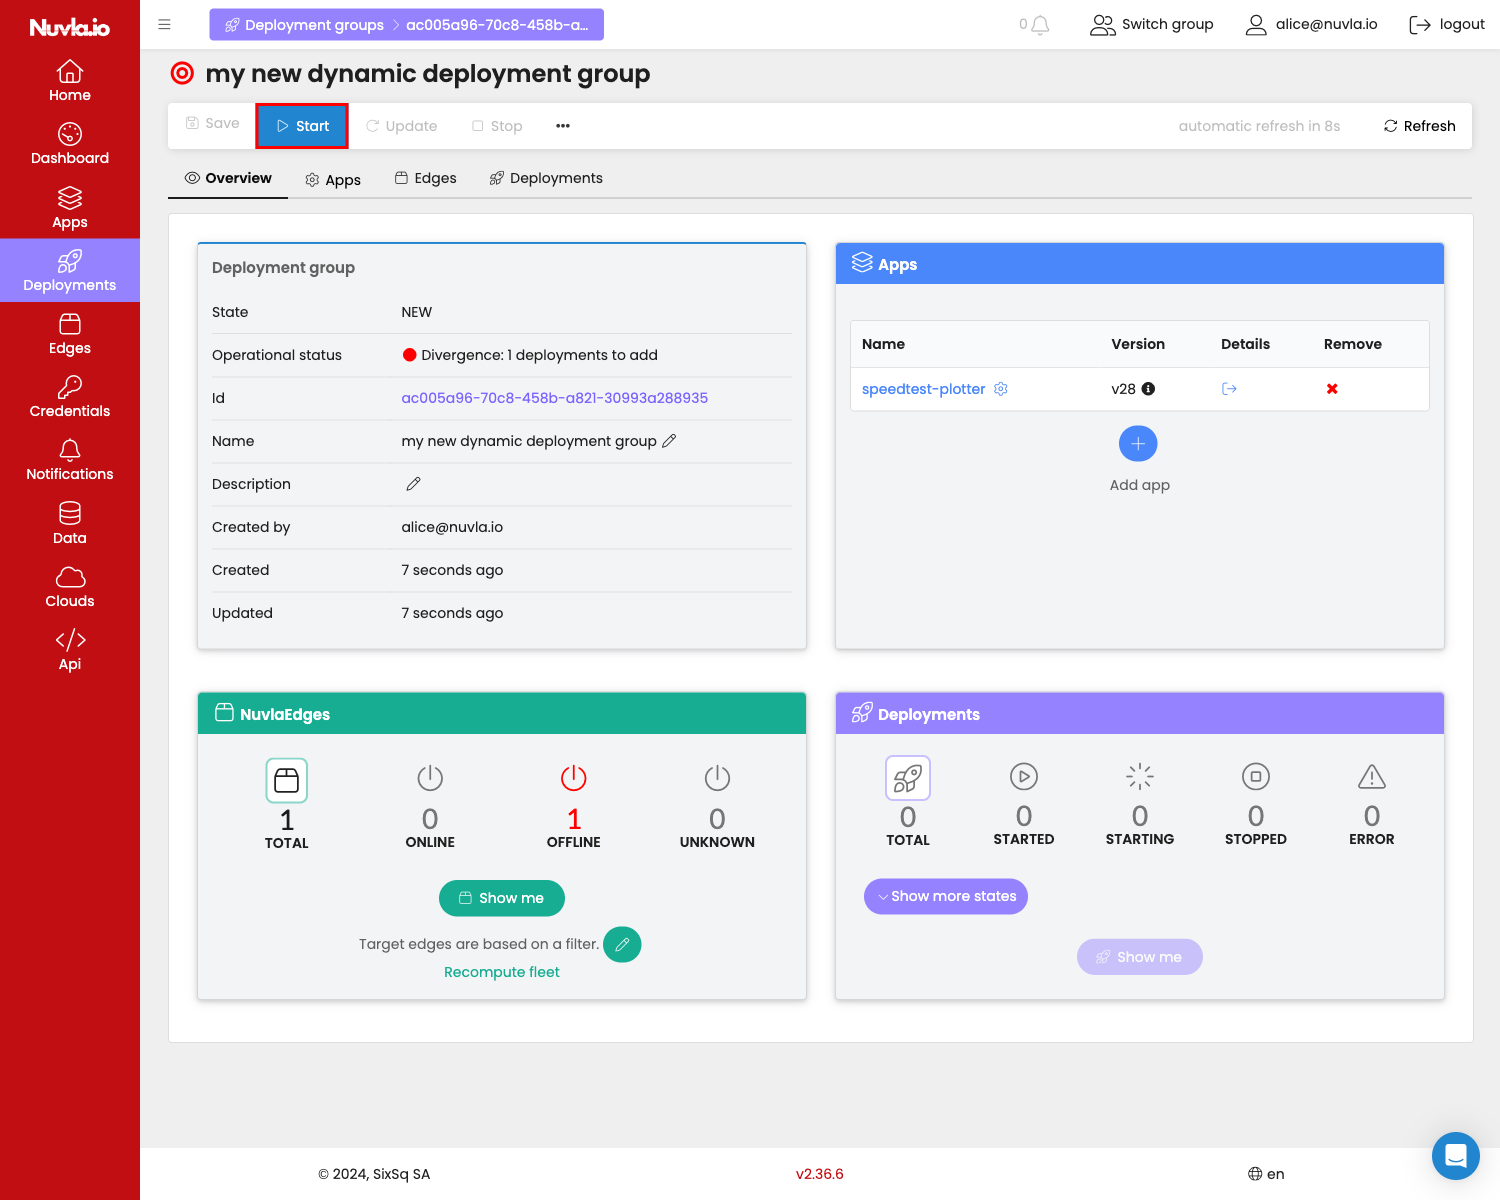 Nuvla.io
Home
Dashboard
Apps
Deployments
Edges
Credentials
Notifications
Data
Clouds
Api
Deployment groups ac005a96-70c8-458b-a...
0
Switch group
alice@nuvla.io
logout
my new dynamic deployment group
Save
Start
Update
Stop
automatic refresh in 8s
Refresh
Overview
Apps
Edges
Deployments
Deployment group
State NEW
Operational status Divergence: 1 deployments to add
Id ac005a96-70c8-458b-a821-30993a288935
Name my new dynamic deployment group
Description
Created by alice@nuvla.io
Created 7 seconds ago
Updated 7 seconds ago
Apps
Name Version Details Remove
speedtest-plotter v28
Add app
NuvlaEdges
1 0 1 0
TOTAL ONLINE OFFLINE UNKNOWN
Show me
Target edges are based on a filter.
Recompute fleet
Deployments
0 0 0 0 0
TOTAL STARTED STARTING STOPPED ERROR
Show more states
Show me
© 2024, SixSq SA
v2.36.6
en